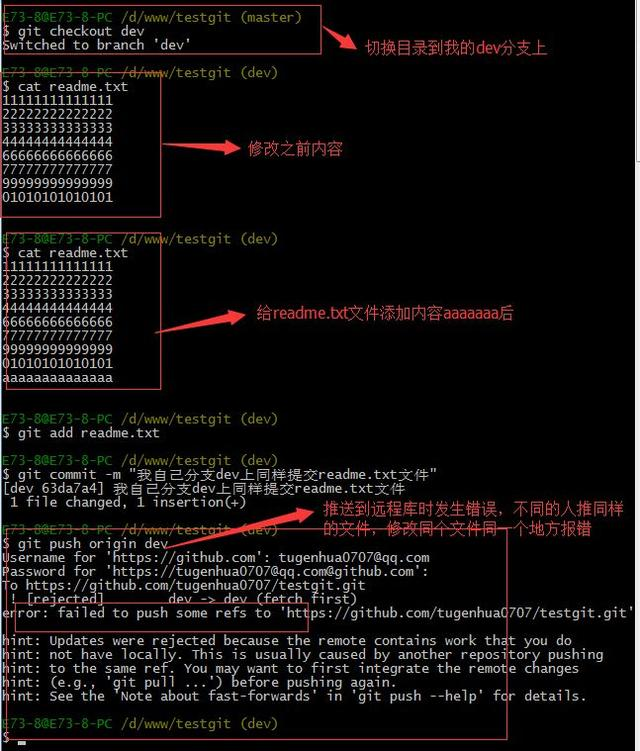 E73-8@E73-8-PC /d/www/testgit (master)
$ git checkout dev
Switched to branch 'dev'
切换目录到我的dev分支上
E73-8@E73-8-PC /d/www/testgit (dev)
$ cat readme.txt
11111111111111
22222222222222
33333333333333
44444444444444
66666666666666
77777777777777
99999999999999
01010101010101
修改之前内容
E73-8@E73-8-PC /d/www/testgit (dev)
$ cat readme.txt
11111111111111
22222222222222
33333333333333
44444444444444
66666666666666
77777777777777
99999999999999
01010101010101
aaaaaaaaaaaaaa
给readme.txt文件添加内容aaaaaaa后
E73-8@E73-8-PC /d/www/testgit (dev)
$ git add readme.txt
E73-8@E73-8-PC /d/www/testgit (dev)
$ git commit -m "我自己分支dev上同样提交readme.txt文件"
[dev 63da7a4] 我自己分支dev上同样提交readme.txt文件
1 file changed, 1 insertion(+)
推送到远程库时发生错误，不同的人推同样
的文件，修改同个文件同一个地方报错
E73-8@E73-8-PC /d/www/testgit (dev)
$ git push origin dev
Username for 'https://github.com': tugenhua0707@qq.com
Password for 'https://tugenhua0707@qq.com@github.com':
To https://github.com/tugenhua0707/testgit.git
! [rejected] dev -> dev (fetch first)
error: failed to push some refs to 'https://github.com/tugenhua0707/testgit.git'
hint: Updates were rejected because the remote contains work that you do
hint: not have locally. This is usually caused by another repository pushing
hint: to the same ref. You may want to first integrate the remote changes
hint: (e.g., 'git pull ...') before pushing again.
hint: See the 'Note about fast-forwards' in 'git push --help' for details.
E73-8@E73-8-PC /d/www/testgit (dev)
$